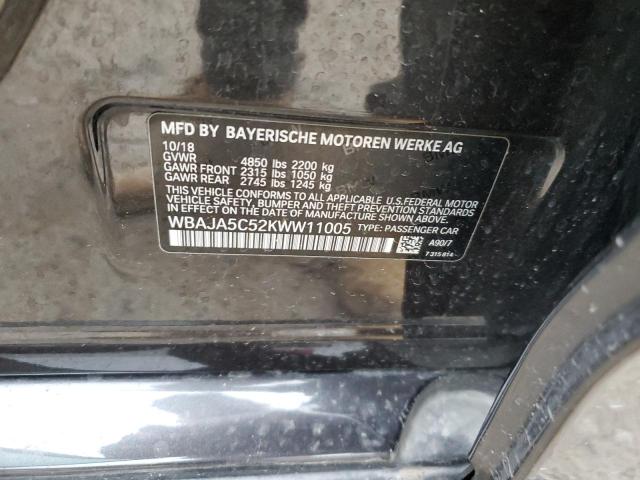 MFD BY BAYERISCHE MOTOREN WERKE AG
10/18
GVWR 4850 lbs 2200 kg
GAWR FRONT 2315 lbs 1050 kg
GAWR REAR 2745 lbs 1245 kg
THIS VEHICLE CONFORMS TO ALL APPLICABLE U.S. FEDERAL MOTOR
VEHICLE SAFETY, BUMPER AND THEFT PREVENTION STANDARDS
IN EFFECT ON THE DATE OF MANUFACTURE SHOWN ABOVE.
WBAJA5C52KWW11005 TYPE: PASSENGER CAR
A90/7
7 315 814